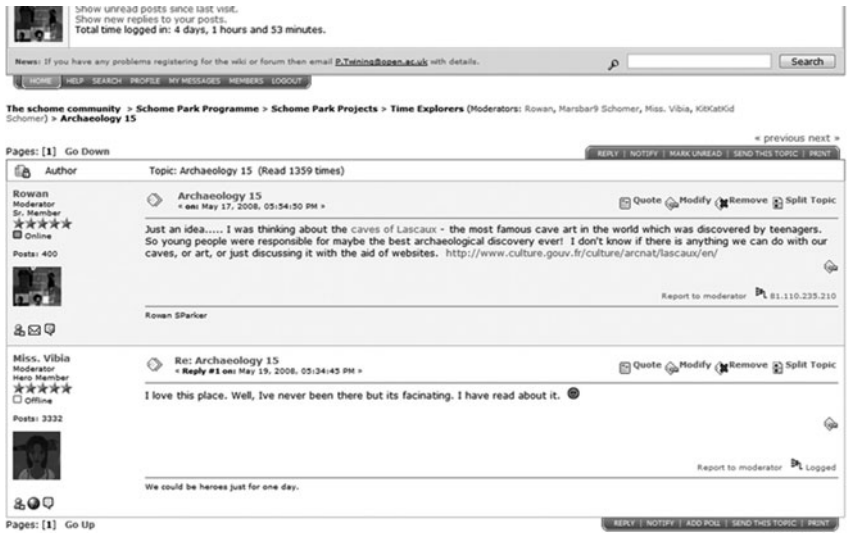 Show unread posts since last visit.
Show new replies to your posts.
Total time logged in: 4 days, 1 hours and 53 minutes.
News: If you have any problems registering for the wiki or forum then email P.Twining@open.ac.uk with details.
Search
HOME HELP SEARCH PROFILE MY MESSAGES MEMBERS LOGOUT
The schome community > Schome Park Programme > Schome Park Projects > Time Explorers (Moderators: Rowan, Marsbar9 Schomer, Miss. Vibia, KitKatKid
Schomer) > Archaeology 15
« previous next »
Pages: [1] Go Down
REPLY | NOTIFY | MARK UNREAD | SEND THIS TOPIC | PRINT
Author Topic: Archaeology 15 (Read 1359 times)
Rowan
Moderator
Sr. Member
Online
Posts: 400
Archaeology 15
« on: May 17, 2008, 05:54:50 PM »
Quote Modify Remove Split Topic
Just an idea..... I was thinking about the caves of Lascaux - the most famous cave art in the world which was discovered by teenagers.
So young people were responsible for maybe the best archaeological discovery ever! I don't know if there is anything we can do with our
caves, or art, or just discussing it with the aid of websites. http://www.culture.gouv.fr/culture/arcnat/lascaux/en/
Report to moderator 81.110.235.210
Rowan SParker
Miss. Vibia
Moderator
Hero Member
Offline
Posts: 3332
Re: Archaeology 15
« Reply #1 on: May 19, 2008, 05:34:45 PM »
Quote Modify Remove Split Topic
I love this place. Well, Ive never been there but its facinating. I have read about it.
Report to moderator Logged
We could be heroes just for one day.
Pages: [1] Go Up
REPLY | NOTIFY | ADD POLL | SEND THIS TOPIC | PRINT